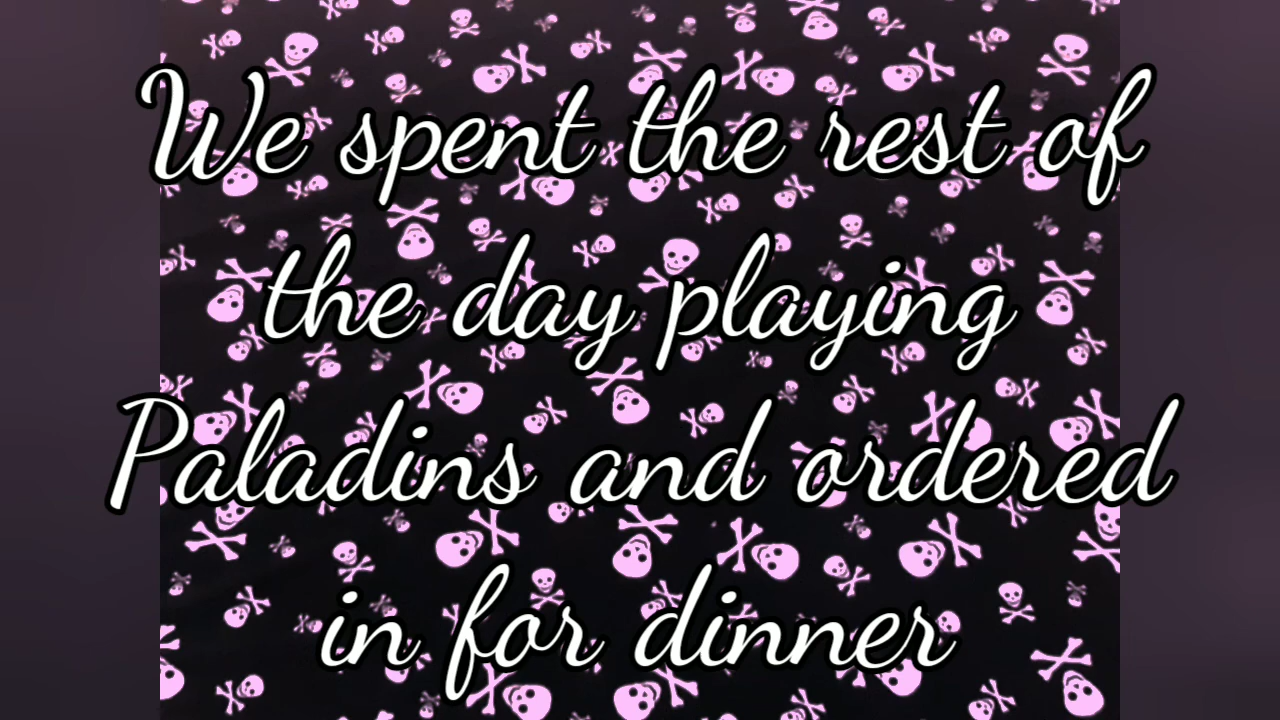 We spent the rest of
the day playing
Paladins and ordered
in for dinner